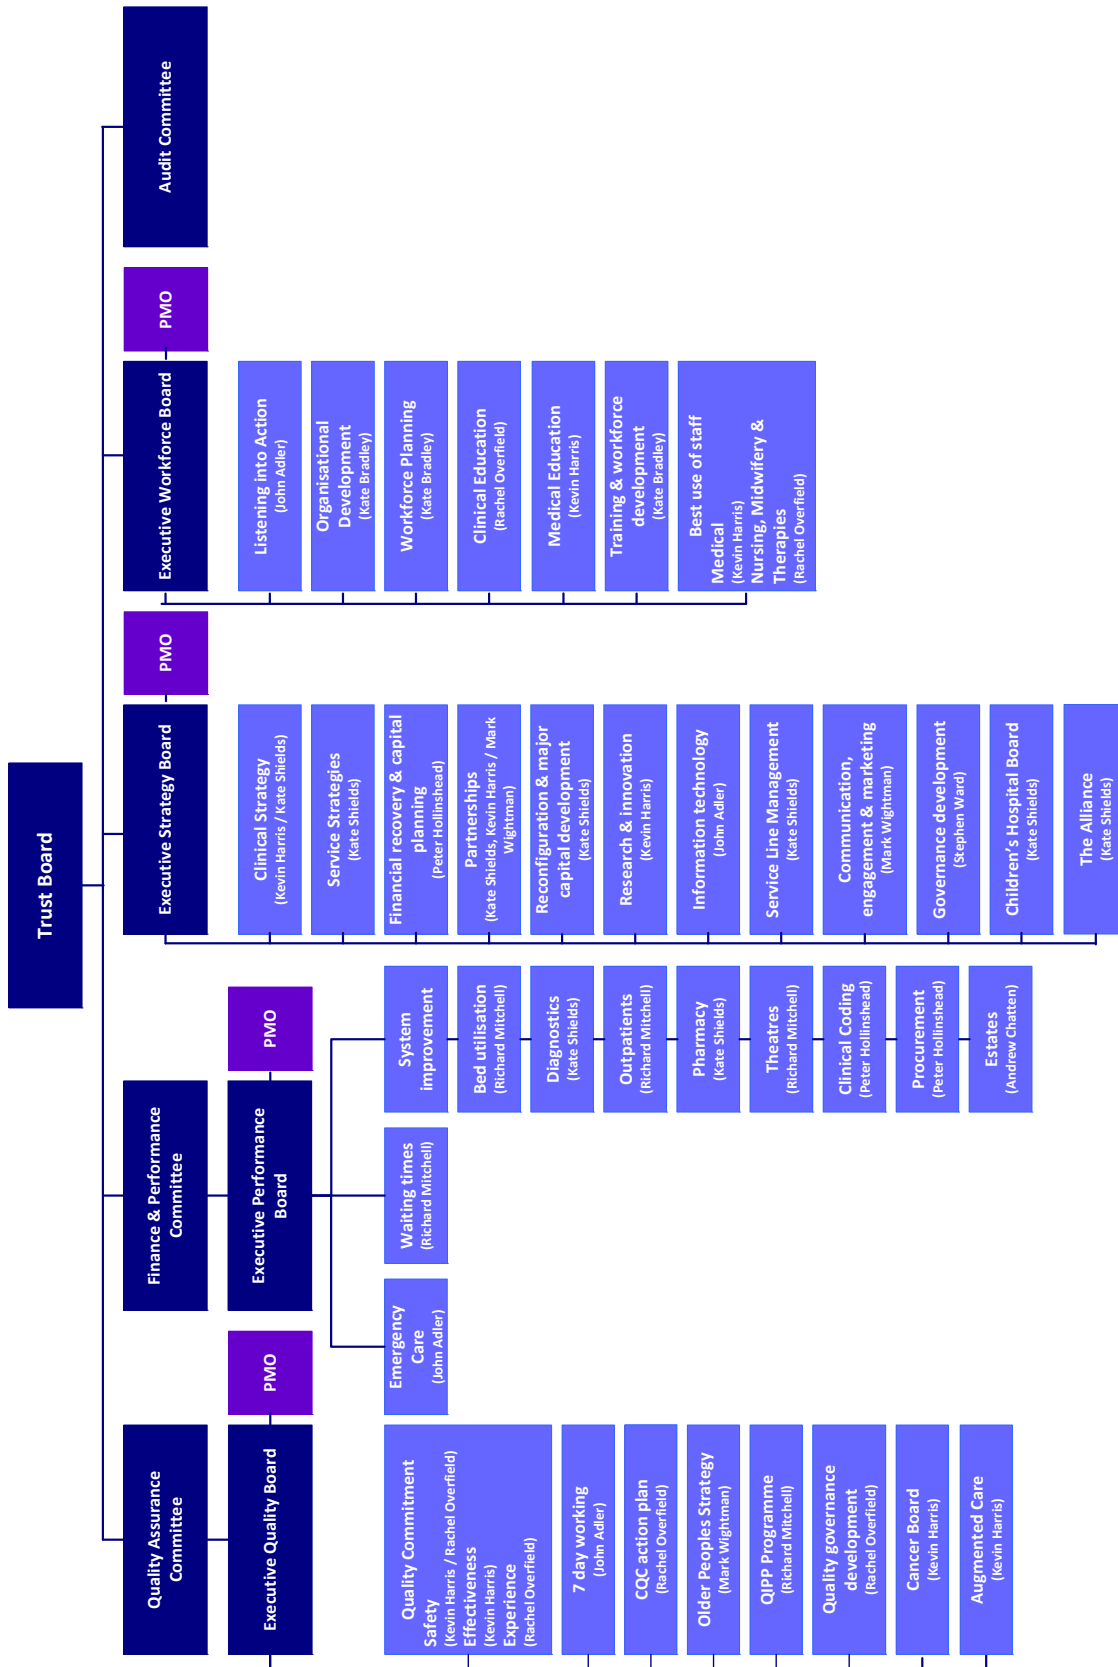 Trust Board
Quality Assurance
Committee
Finance & Performance
Committee
Executive Strategy Board
PMO
Executive Workforce Board
PMO
Audit Committee
Executive Quality Board
PMO
Executive Performance
Board
PMO
Quality Commitment
Safety
(Kevin Harris / Rachel Overfield)
Effectiveness
(Kevin Harris)
Experience
(Rachel Overfield)
7 day working
(John Adler)
CQC action plan
(Rachel Overfield)
Older Peoples Strategy
(Mark Wightman)
QIPP Programme
(Richard Mitchell)
Quality governance
development
(Rachel Overfield)
Cancer Board
(Kevin Harris)
Augmented Care
(Kevin Harris)
Emergency
Care
(John Adler)
Waiting times
(Richard Mitchell)
System
improvement
Bed utilisation
(Richard Mitchell)
Diagnostics
(Kate Shields)
Outpatients
(Richard Mitchell)
Pharmacy
(Kate Shields)
Theatres
(Richard Mitchell)
Clinical Coding
(Peter Hollinshead)
Procurement
(Peter Hollinshead)
Estates
(Andrew Chatten)
Clinical Strategy
(Kevin Harris / Kate Shields)
Service Strategies
(Kate Shields)
Financial recovery & capital
planning
(Peter Hollinshead)
Partnerships
(Kate Shields, Kevin Harris / Mark
Wightman)
Reconfiguration & major
capital development
(Kate Shields)
Research & innovation
(Kevin Harris)
Information technology
(John Adler)
Service Line Management
(Kate Shields)
Communication,
engagement & marketing
(Mark Wightman)
Governance development
(Stephen Ward)
Children's Hospital Board
(Kate Shields)
The Alliance
(Kate Shields)
Listening into Action
(John Adler)
Organisational
Development
(Kate Bradley)
Workforce Planning
(Kate Bradley)
Clinical Education
(Rachel Overfield)
Medical Education
(Kevin Harris)
Training & workforce
development
(Kate Bradley)
Best use of staff
Medical
(Kevin Harris)
Nursing, Midwifery &
Therapies
(Rachel Overfield)